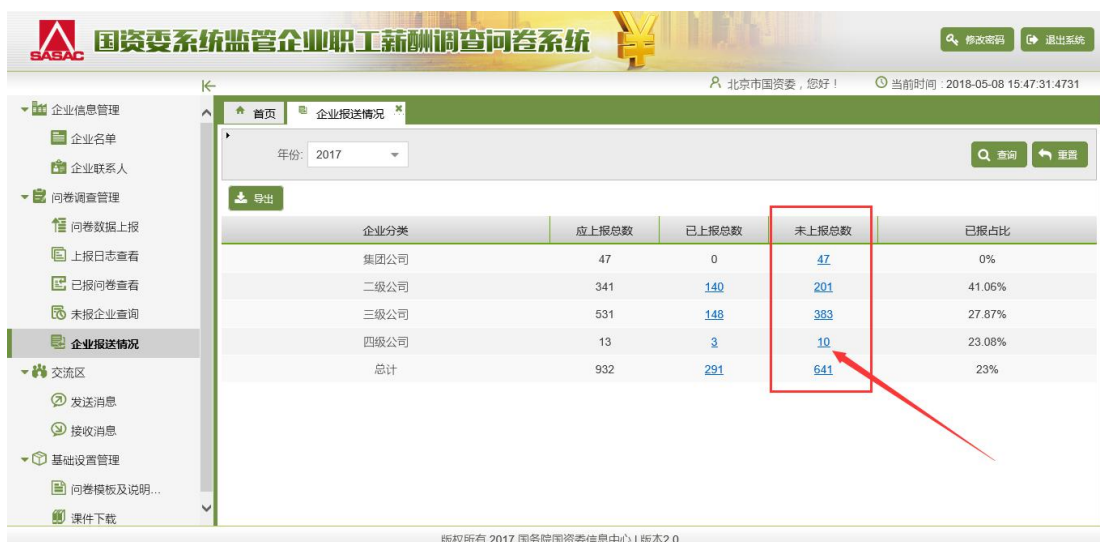 SASAC
国资委系统监管企业职工薪酬调查问卷系统
修改密码 退出系统
北京市国资委，您好！ 当前时间：2018-05-08 15:47:31:4731
企业信息管理
企业名单
企业联系人
问卷调查管理
问卷数据上报
上报日志查看
已报问卷查看
未报企业查询
企业报送情况
交流区
发送消息
接收消息
基础设置管理
问卷模板及说明...
课件下载
首页 企业报送情况
年份: 2017 查询 重置
导出
企业分类 应上报总数 已上报总数 未上报总数 已报占比
集团公司 47 0 47 0%
二级公司 341 140 201 41.06%
三级公司 531 148 383 27.87%
四级公司 13 3 10 23.08%
总计 932 291 641 23%
版权所有 2017 国务院国资委信息中心 | 版本2.0